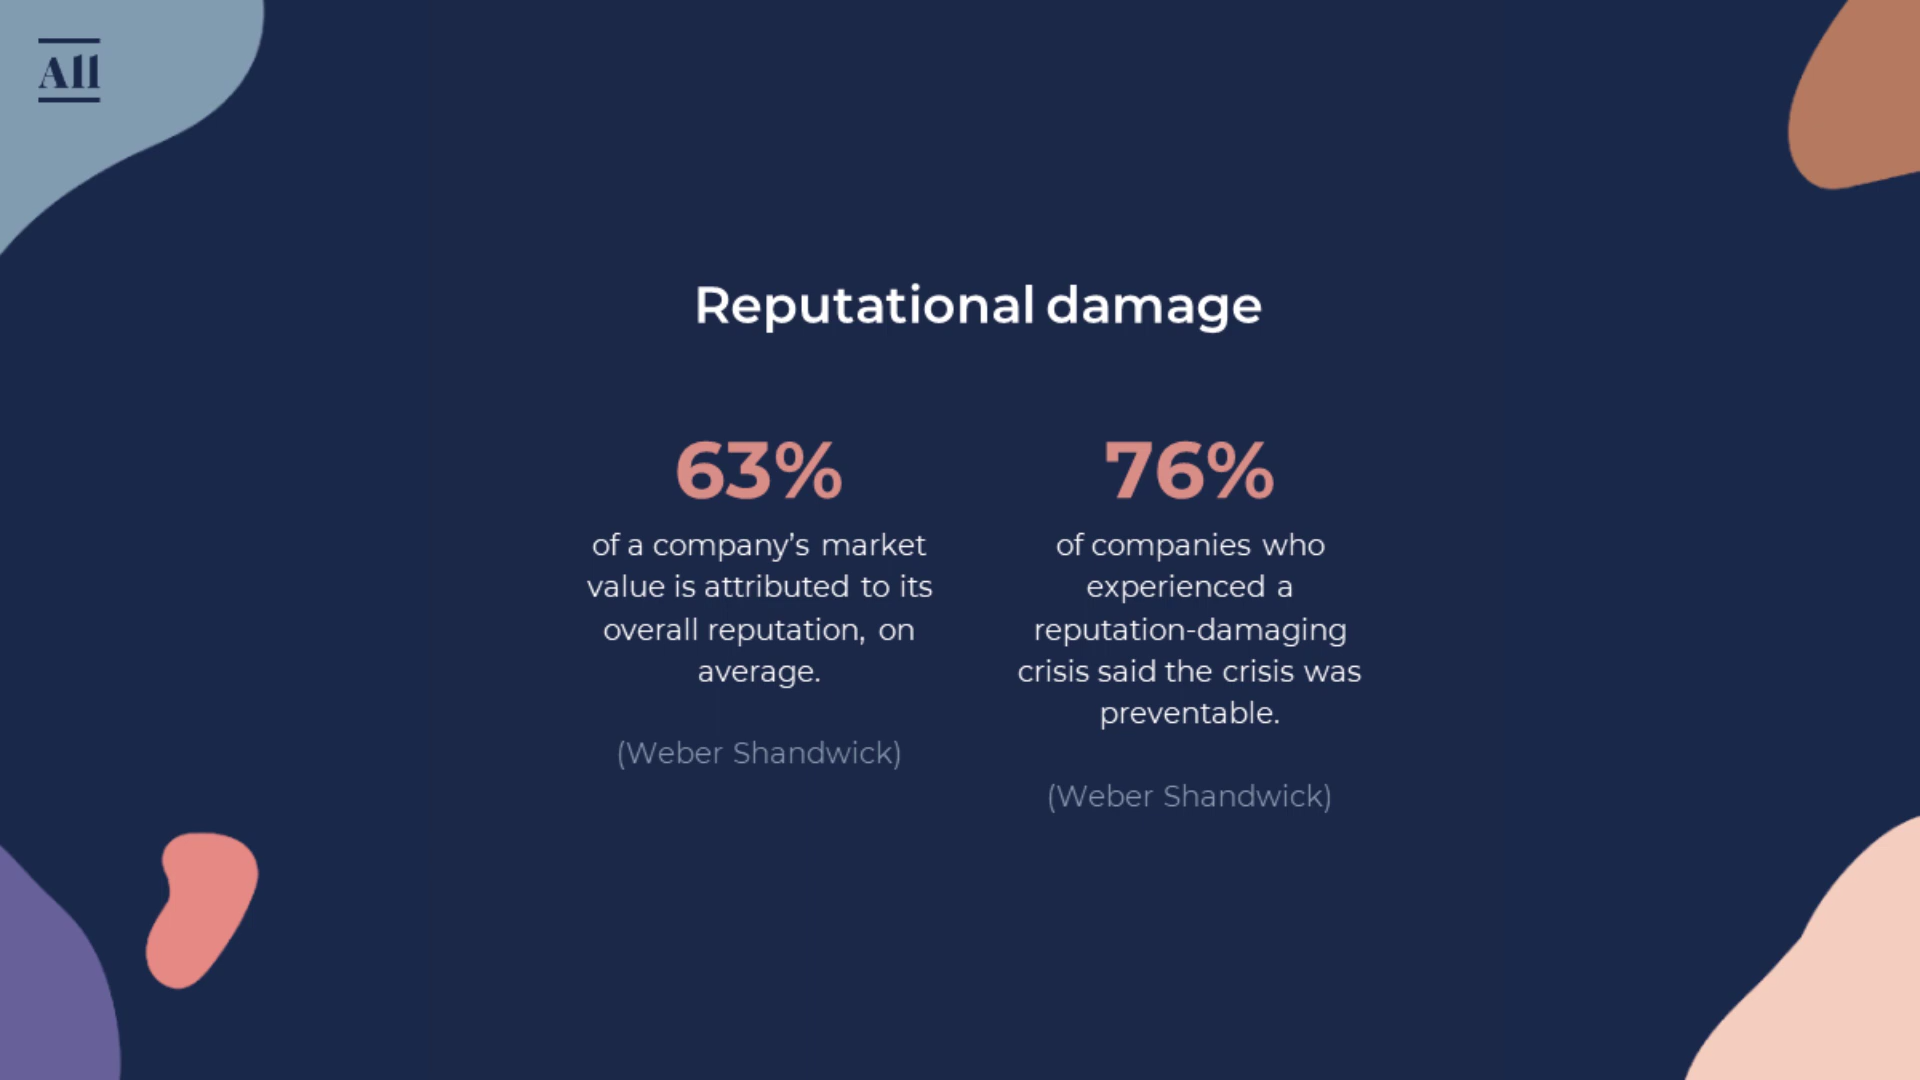 All
Reputational damage
63%
of a company’s market
value is attributed to its
overall reputation, on
average.
(Weber Shandwick)
76%
of companies who
experienced a
reputation-damaging
crisis said the crisis was
preventable.
(Weber Shandwick)